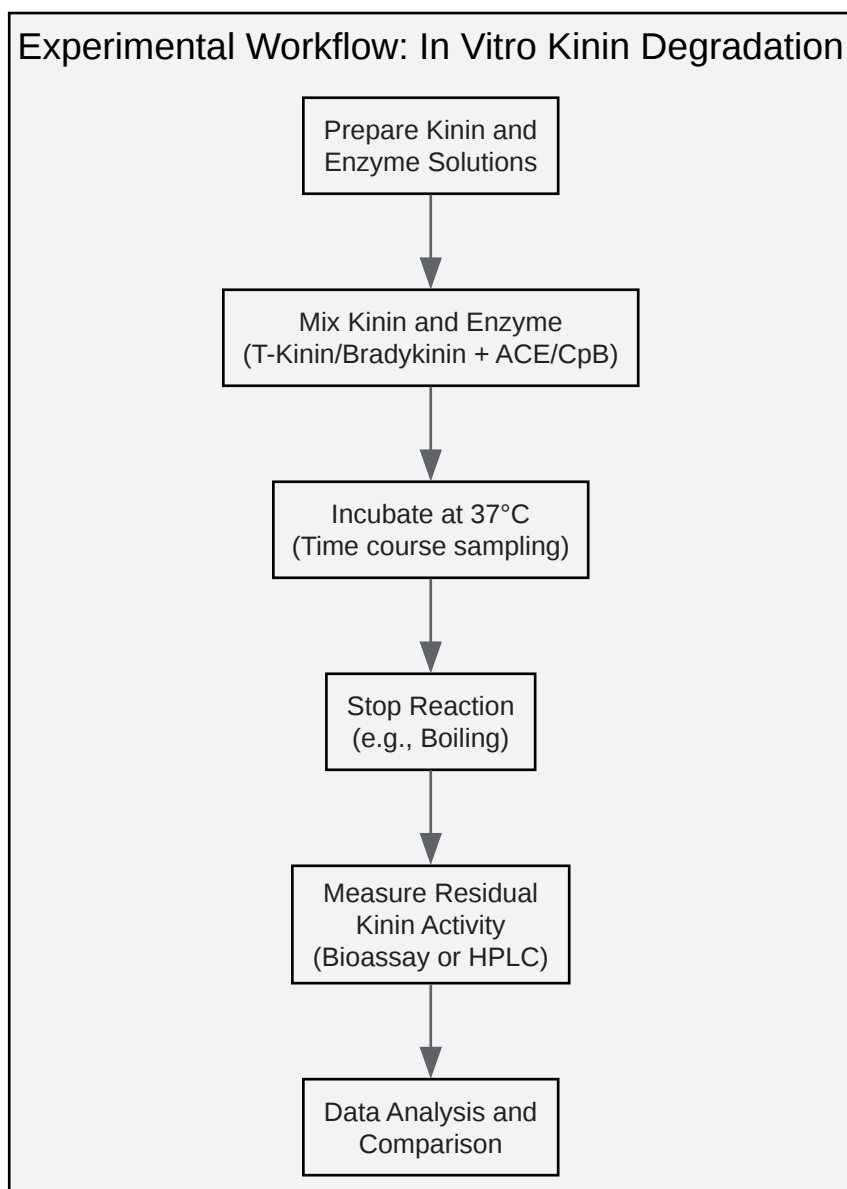 Experimental Workflow: In Vitro Kinin Degradation
Prepare Kinin and
Enzyme Solutions
Mix Kinin and Enzyme
(T-Kinin/Bradykinin + ACE/CpB)
Incubate at 37°C
(Time course sampling)
Stop Reaction
(e.g., Boiling)
Measure Residual
Kinin Activity
(Bioassay or HPLC)
Data Analysis and
Comparison